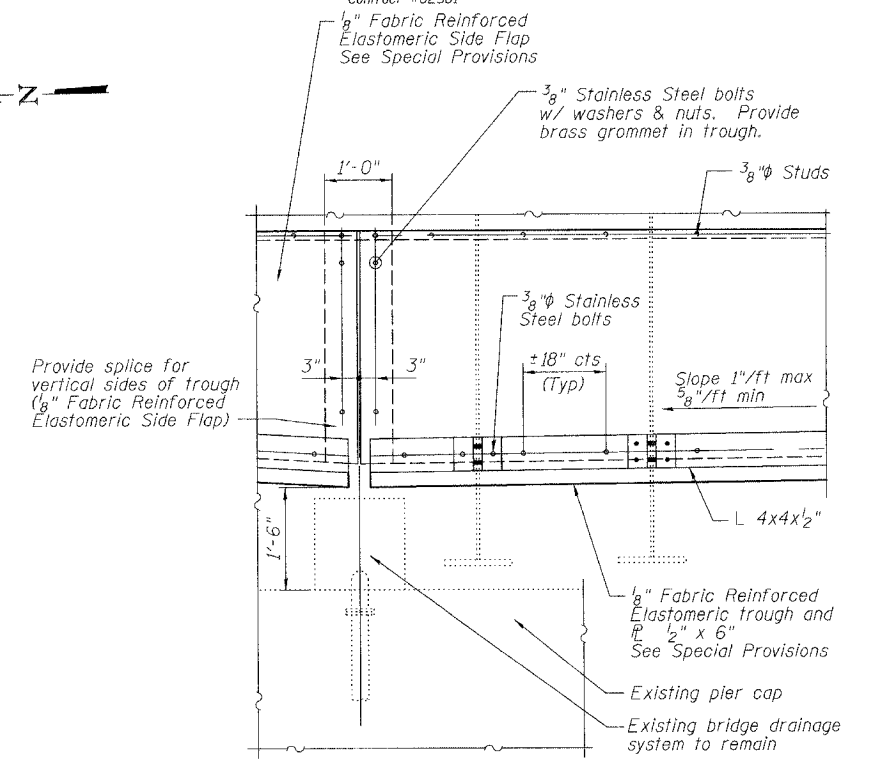 1/8" Fabric Reinforced
Elastomeric Side Flap
See Special Provisions
Z
3/8" Stainless Steel bolts
w/ washers & nuts. Provide
brass grommet in trough.
1'-0"
3/8"ϕ Studs
3/8"ϕ Stainless
Steel bolts
±18" cts
(Typ)
Provide splice for
vertical sides of trough
(1/8" Fabric Reinforced
Elastomeric Side Flap)
3"
3"
Slope 1"/ft max
5/8"/ft min
1'-6"
L 4x4x1/2"
1/8" Fabric Reinforced
Elastomeric trough and
℄ 1/2" x 6"
See Special Provisions
Existing pier cap
Existing bridge drainage
system to remain